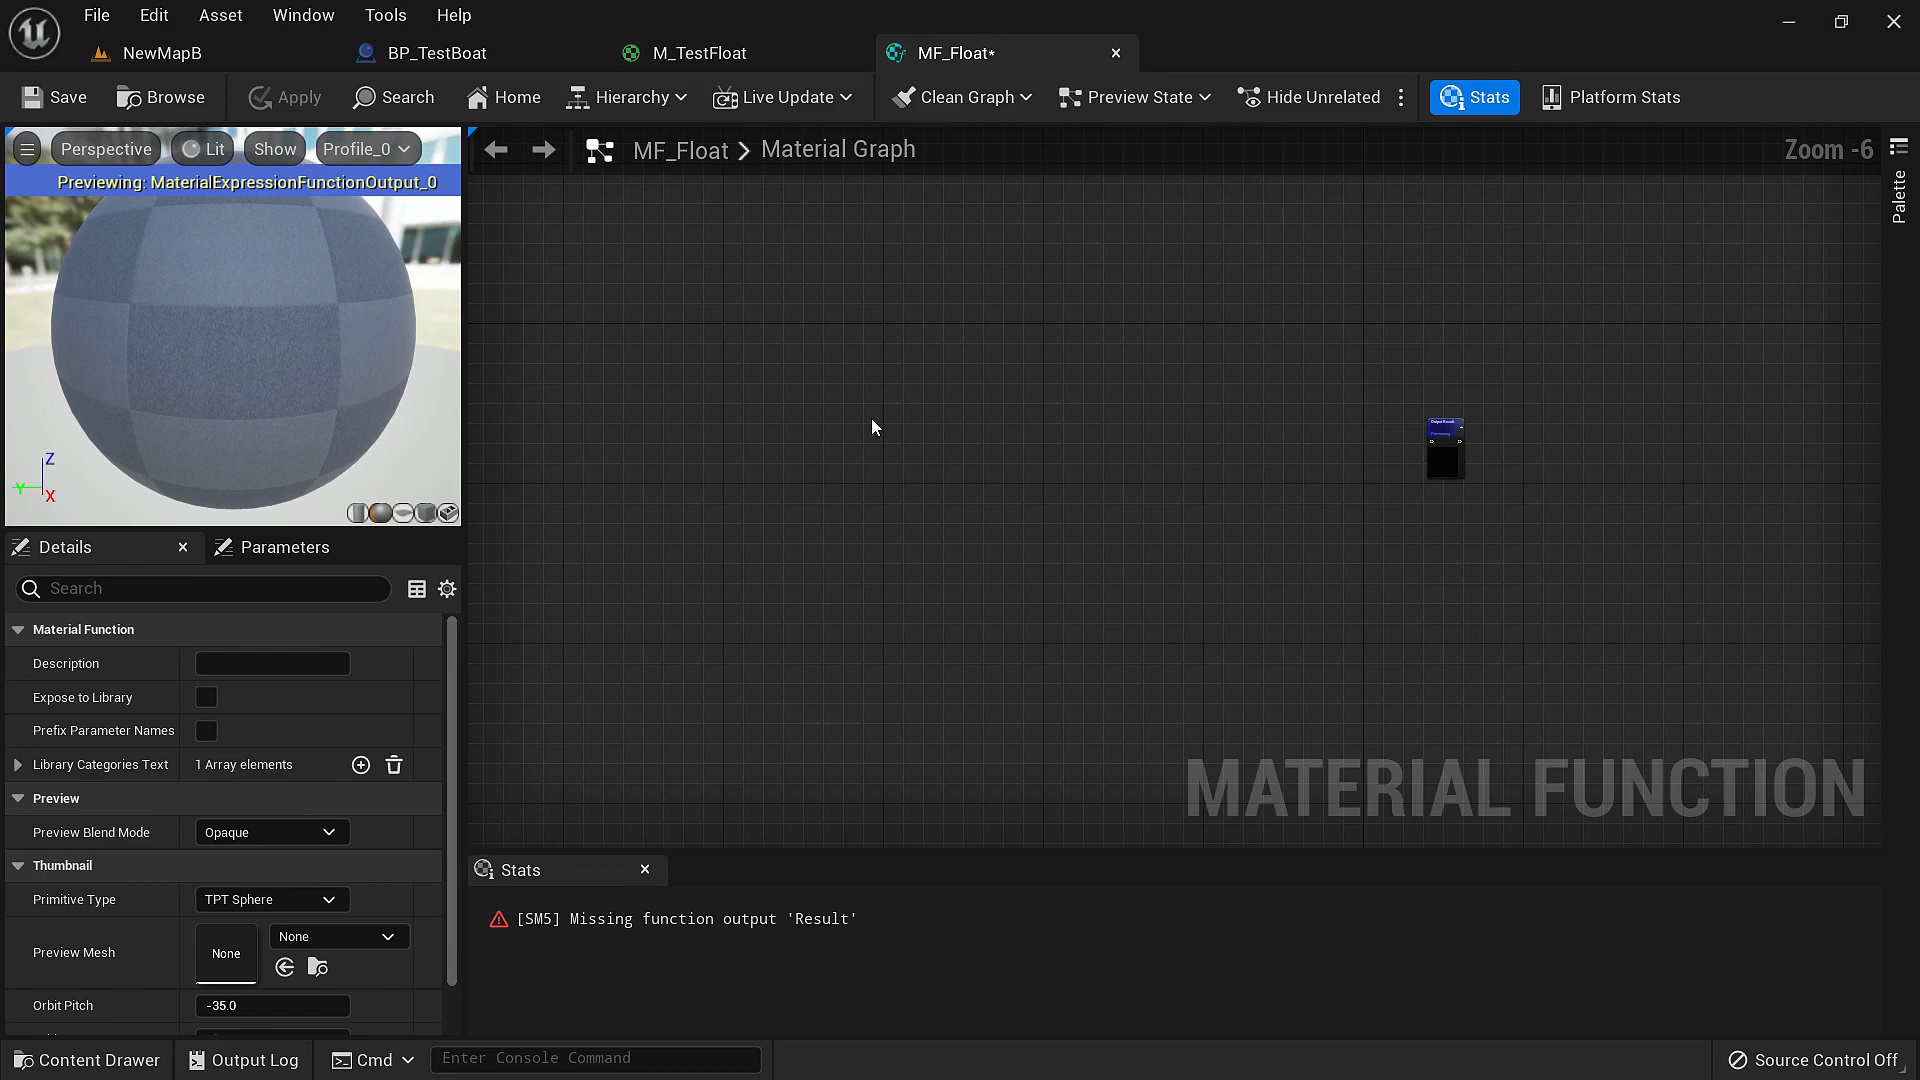 File Edit Asset Window Tools Help
NewMapB BP_TestBoat M_TestFloat MF_Float*
Save Browse Apply Search Home Hierarchy Live Update Clean Graph Preview State Hide Unrelated Stats Platform Stats
Perspective Lit Show Profile_0
MF_Float Material Graph Zoom -6
Previewing: MaterialExpressionFunctionOutput_0
Palette
Output Result
Previewing
Z
Y
X
Details Parameters
Search
Material Function
Description
Expose to Library
Prefix Parameter Names
Library Categories Text 1 Array elements
Preview
Preview Blend Mode Opaque
Thumbnail
Primitive Type TPT Sphere
Preview Mesh None None
Orbit Pitch -35.0
MATERIAL FUNCTION
Stats
[SM5] Missing function output 'Result'
Content Drawer Output Log Cmd Enter Console Command Source Control Off